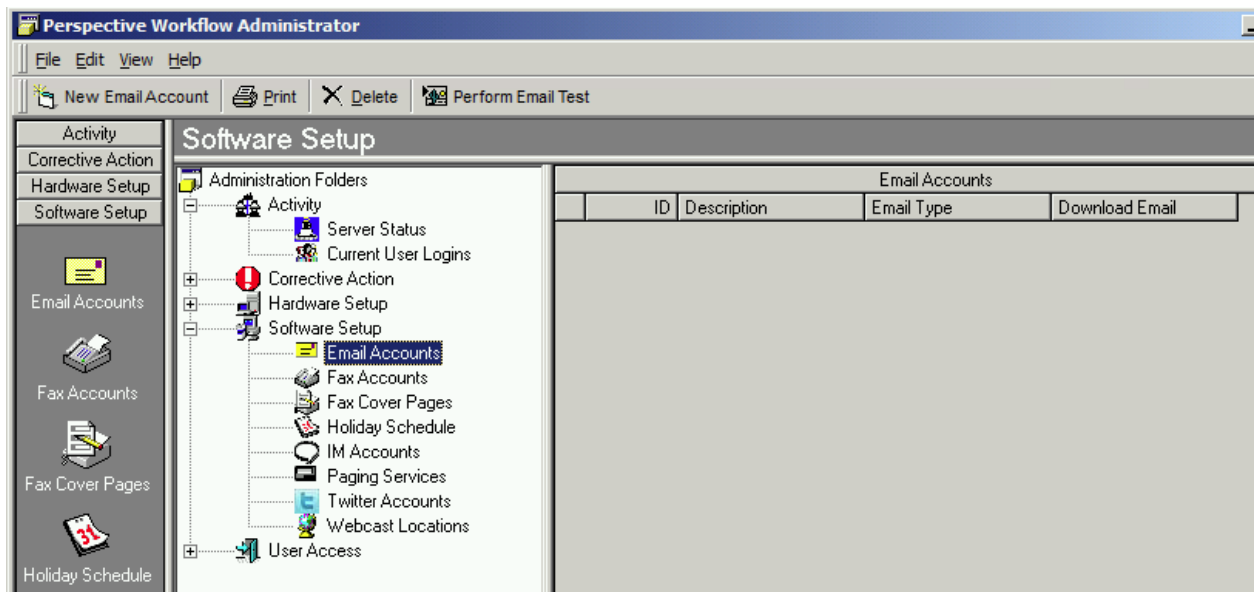 Perspective Workflow Administrator
File Edit View Help
New Email Account Print Delete Perform Email Test
Activity
Corrective Action
Hardware Setup
Software Setup
Email Accounts
Fax Accounts
Fax Cover Pages
31
Holiday Schedule
Software Setup
Administration Folders
Activity
Server Status
Current User Logins
Corrective Action
Hardware Setup
Software Setup
Email Accounts
Fax Accounts
Fax Cover Pages
Holiday Schedule
IM Accounts
Paging Services
Twitter Accounts
Webcast Locations
User Access
Email Accounts
ID Description Email Type Download Email